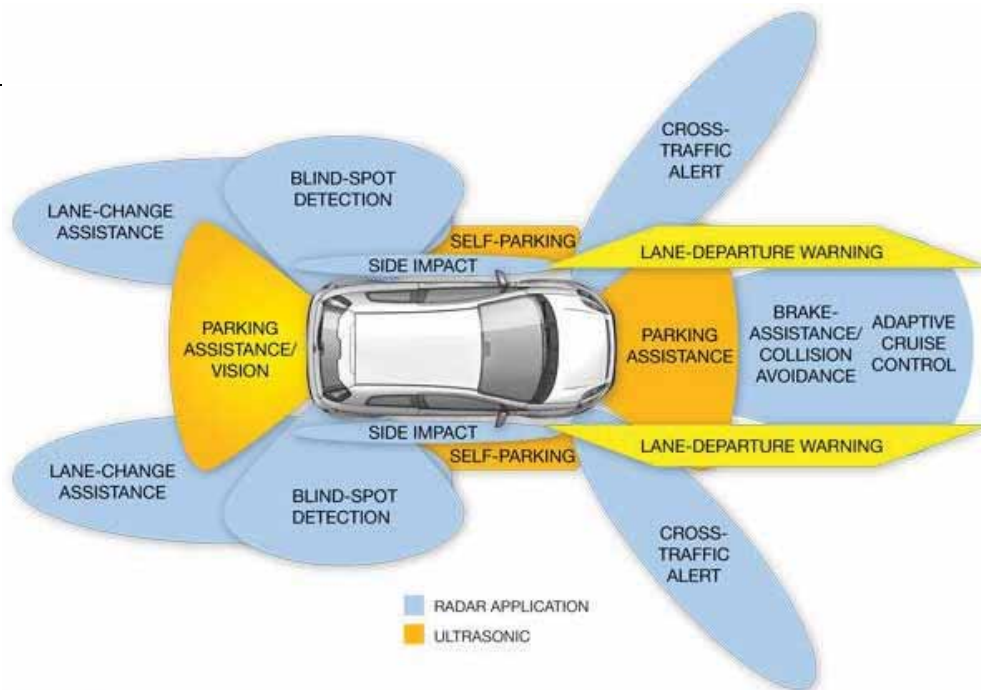 CROSS-
TRAFFIC
ALERT
BLIND-SPOT
DETECTION
LANE-CHANGE
ASSISTANCE
SELF-PARKING
LANE-DEPARTURE WARNING
SIDE IMPACT
PARKING
ASSISTANCE/
VISION
PARKING
ASSISTANCE
BRAKE-
ASSISTANCE/
COLLISION
AVOIDANCE
ADAPTIVE
CRUISE
CONTROL
SIDE IMPACT
LANE-DEPARTURE WARNING
SELF-PARKING
LANE-CHANGE
ASSISTANCE
BLIND-SPOT
DETECTION
CROSS-
TRAFFIC
ALERT
RADAR APPLICATION
ULTRASONIC